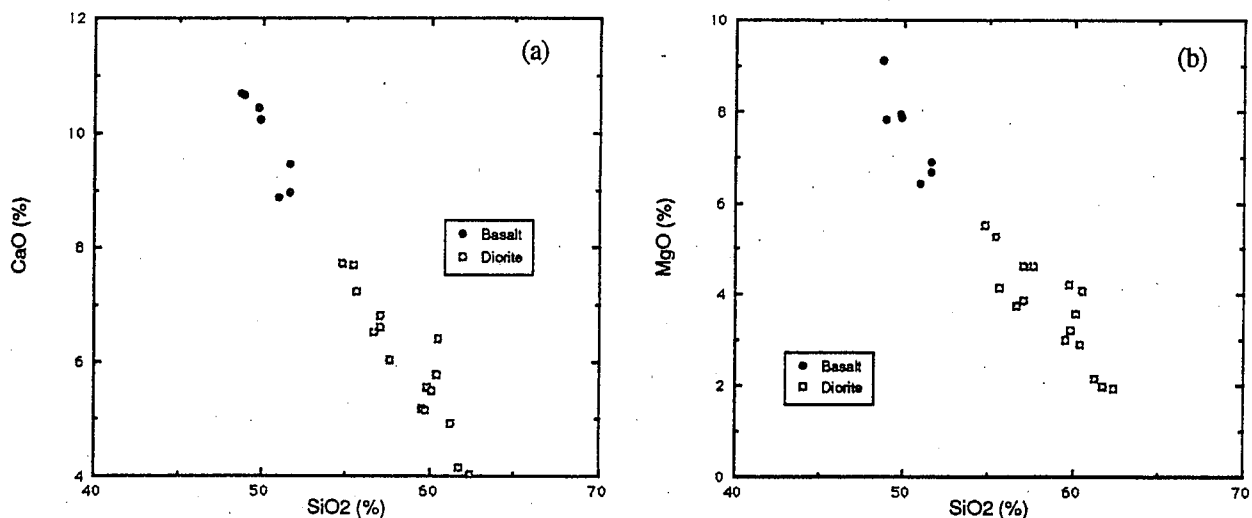 12
10
8
6
4
CaO (%)
(a)
Basalt
Diorite
40
50
60
70
SiO2 (%)
10
8
6
4
2
0
MgO (%)
(b)
Basalt
Diorite
40
50
60
70
SiO2 (%)